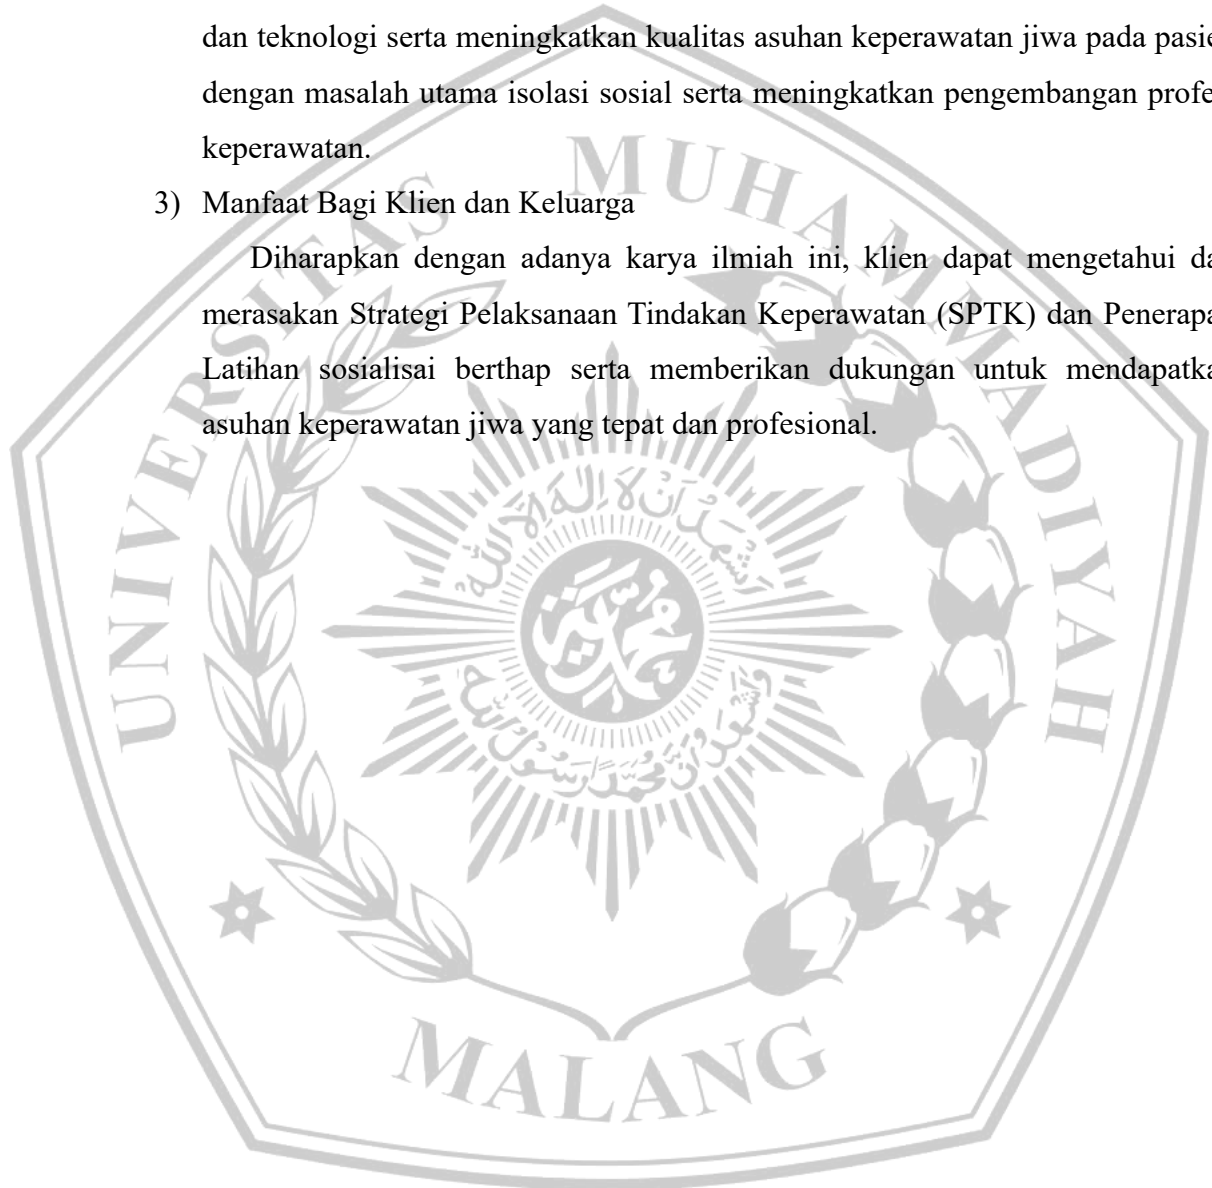 dan teknologi serta meningkatkan kualitas asuhan keperawatan jiwa pada pasie
dengan masalah utama isolasi sosial serta meningkatkan pengembangan profe
keperawatan.
3) Manfaat Bagi Klien dan Keluarga
Diharapkan dengan adanya karya ilmiah ini, klien dapat mengetahui da
merasakan Strategi Pelaksanaan Tindakan Keperawatan (SPTK) dan Penerapa
Latihan sosialisai berthap serta memberikan dukungan untuk mendapatka
asuhan keperawatan jiwa yang tepat dan profesional.
UNIVERSITAS MUHAMMADIYAH
MALANG